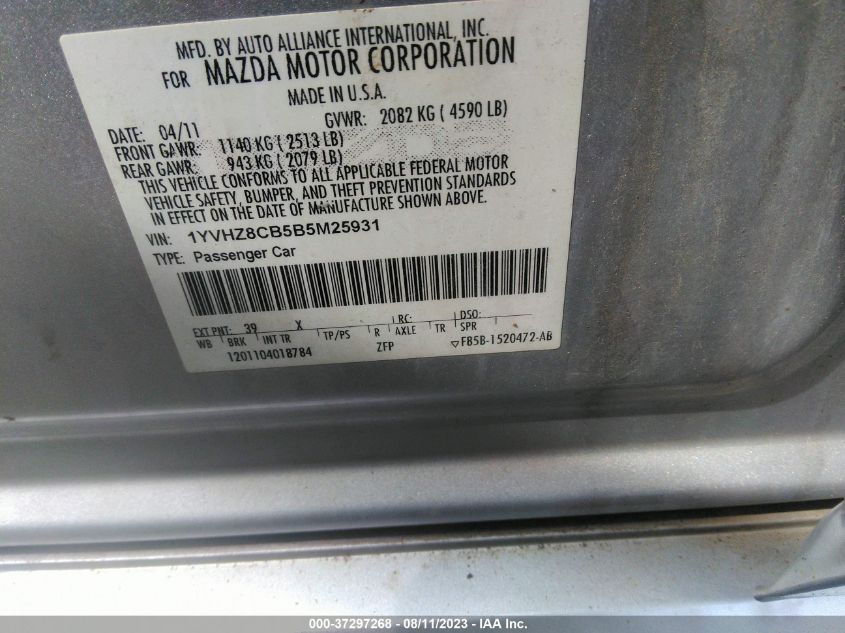 MFD. BY AUTO ALLIANCE INTERNATIONAL, INC.
FOR MAZDA MOTOR CORPORATION
MADE IN U.S.A.
DATE: 04/11 GVWR: 2082 KG ( 4590 LB)
FRONT GAWR: 1140 KG ( 2513 LB)
REAR GAWR: 943 KG ( 2079 LB)
THIS VEHICLE CONFORMS TO ALL APPLICABLE FEDERAL MOTOR
VEHICLE SAFETY, BUMPER, AND THEFT PREVENTION STANDARDS
IN EFFECT ON THE DATE OF MANUFACTURE SHOWN ABOVE.
VIN: 1YVHZ8CB5B5M25931
TYPE: Passenger Car
EXT PNT: 39 X RC: DSO:
WB BRK INT TR TP/PS R AXLE TR SPR
1201104018784 ZFP ▽FB5B-1520472-AB
000-37297268 - 08/11/2023 - IAA Inc.